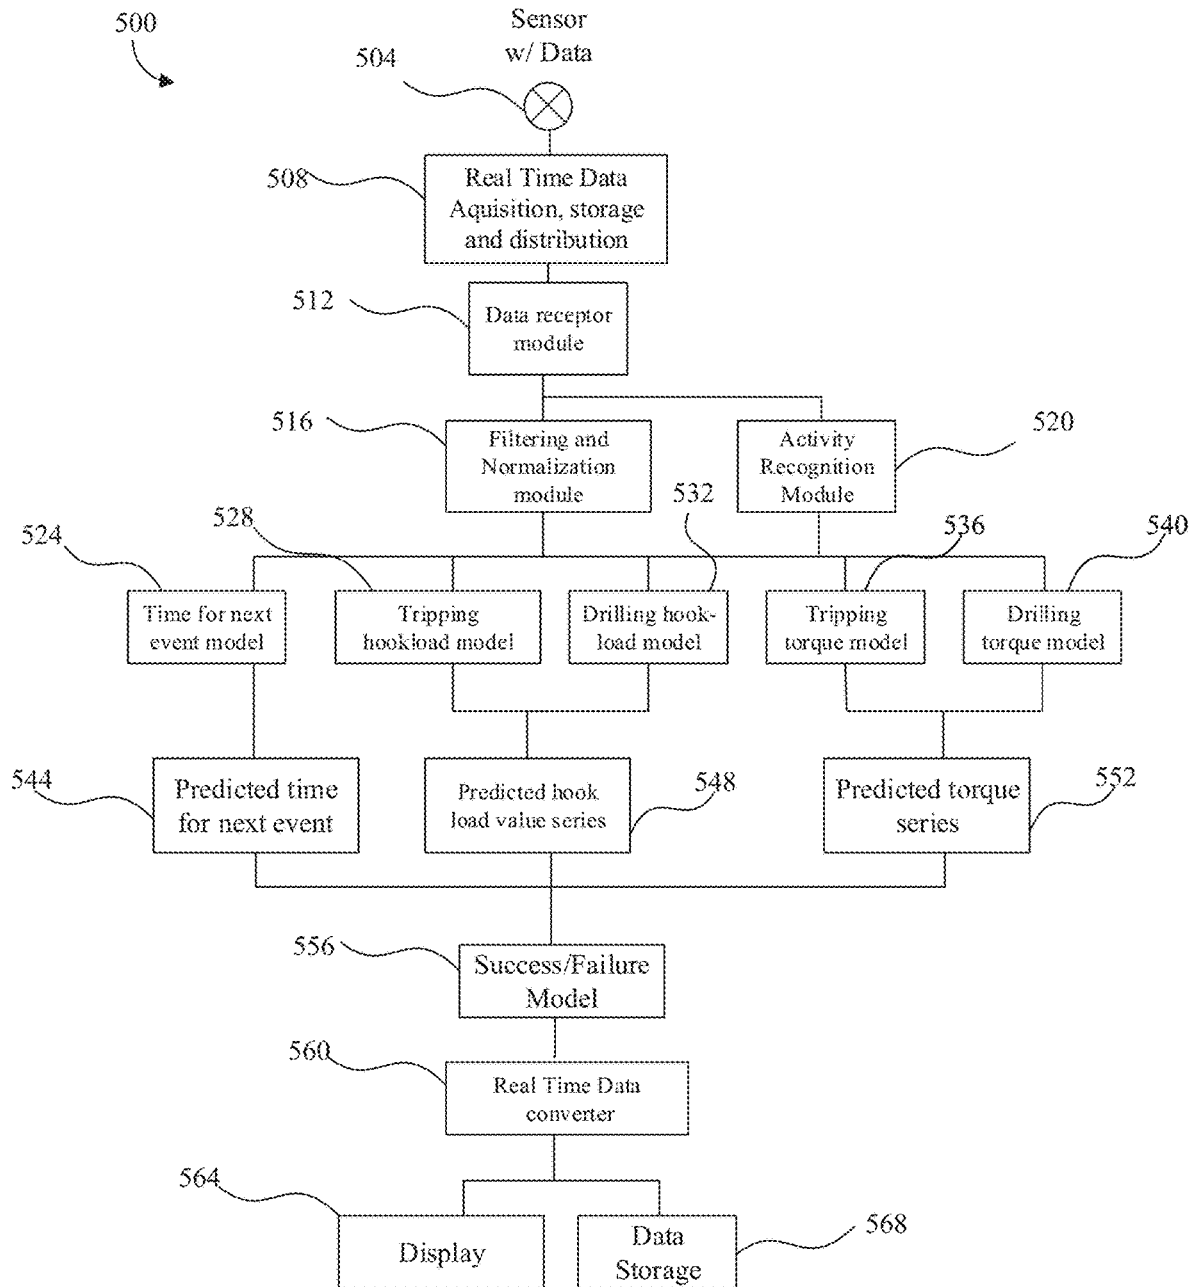 500
Sensor
w/ Data
504
508
Real Time Data
Aquisition, storage
and distribution
512
Data receptor
module
516
Filtering and
Normalization
module
Activity
Recognition
Module
520
524
528
532
536
540
Time for next
event model
Tripping
hookload model
Drilling hook-
load model
Tripping
torque model
Drilling
torque model
544
Predicted time
for next event
Predicted hook
load value series
548
Predicted torque
series
552
556
Success/Failure
Model
560
Real Time Data
converter
564
Display
Data
Storage
568